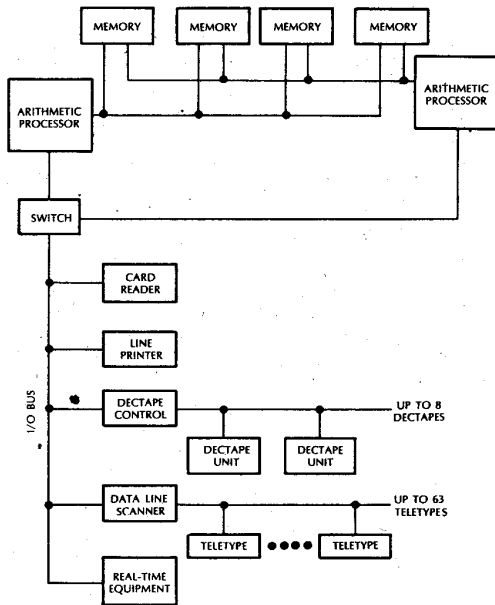 MEMORY
MEMORY
MEMORY
MEMORY
ARITHMETIC
PROCESSOR
ARITHMETIC
PROCESSOR
SWITCH
I/O BUS
CARD
READER
LINE
PRINTER
DECTAPE
CONTROL
UP TO 8
DECTAPES
DECTAPE
UNIT
DECTAPE
UNIT
DATA LINE
SCANNER
UP TO 63
TELETYPES
TELETYPE
TELETYPE
REAL-TIME
EQUIPMENT